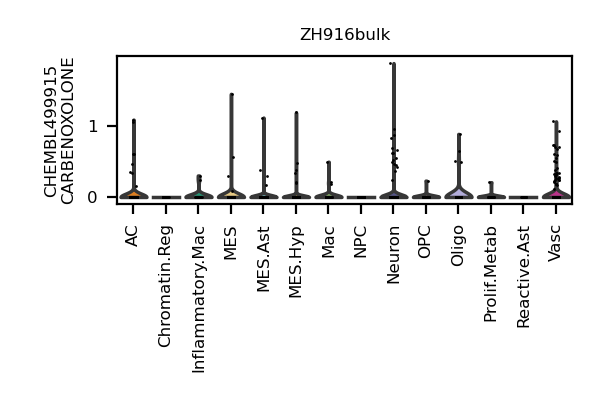 ZH916bulk
CHEMBL499915
CARBENOXOLONE
1
0
AC
Chromatin.Reg
Inflammatory.Mac
MES
MES.Ast
MES.Hyp
Mac
NPC
Neuron
OPC
Oligo
Prolif.Metab
Reactive.Ast
Vasc